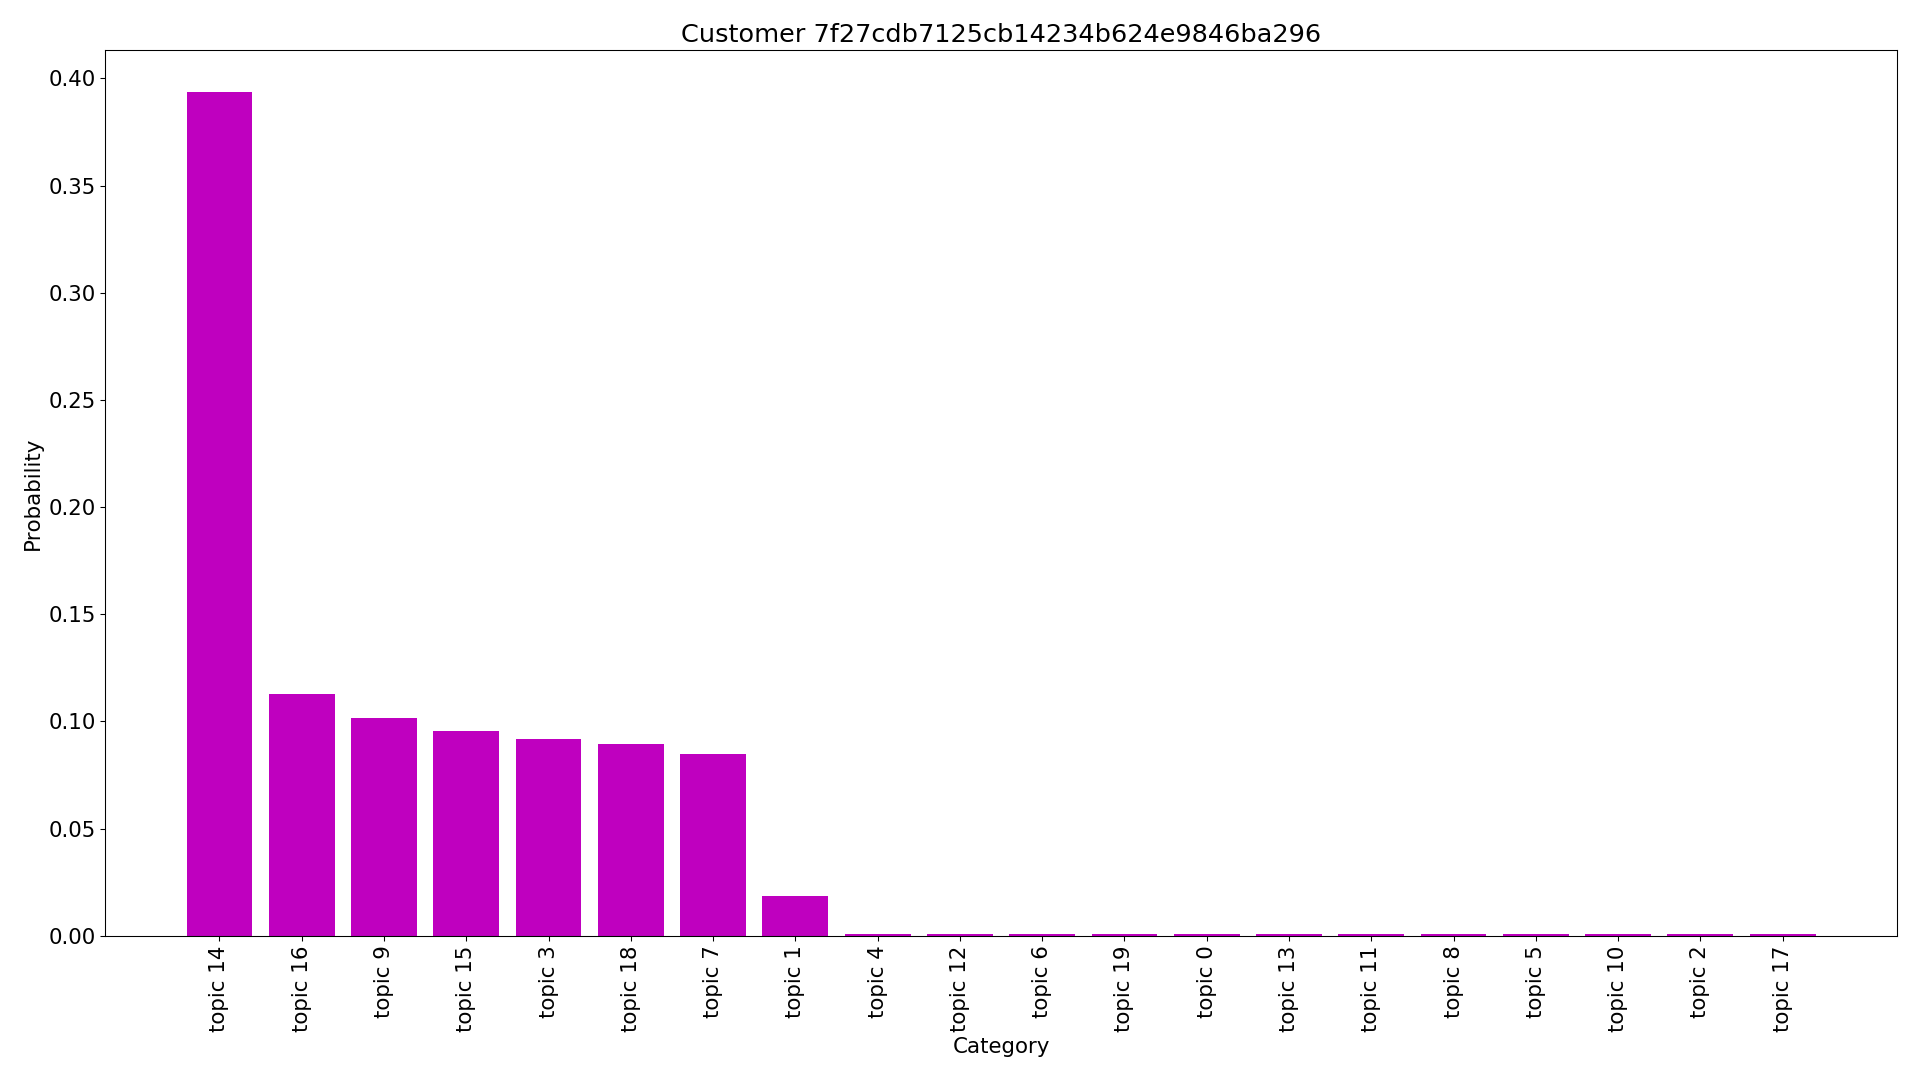 Customer 7f27cdb7125cb14234b624e9846ba296
0.40
0.35
0.30
0.25
0.20
0.15
0.10
0.05
0.00
Probability
topic 14
topic 16
topic 9
topic 15
topic 3
topic 18
topic 7
topic 1
topic 4
topic 12
topic 6
topic 19
topic 0
topic 13
topic 11
topic 8
topic 5
topic 10
topic 2
topic 17
Category